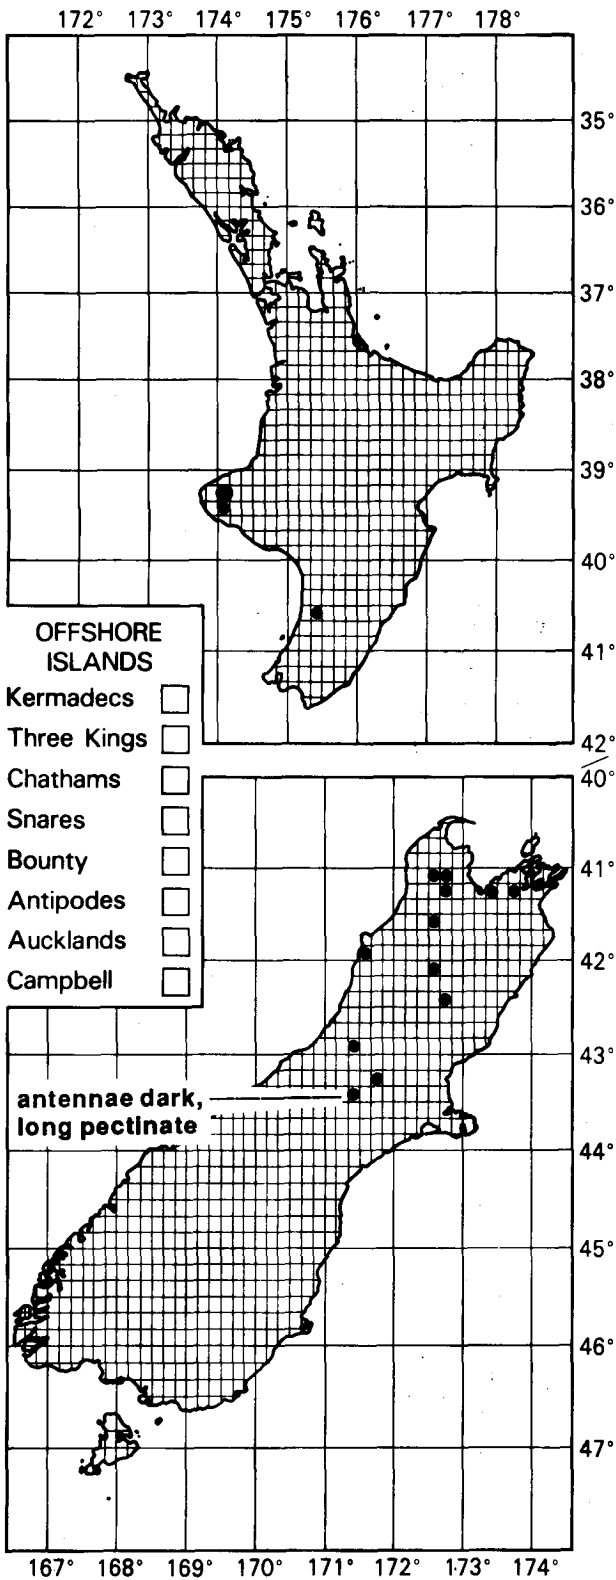 172° 173° 174° 175° 176° 177° 178°
35°
36°
37°
38°
39°
40°
41°
42°
OFFSHORE
ISLANDS
Kermadecs
Three Kings
Chathams
Snares
Bounty
Antipodes
Aucklands
Campbell
40°
41°
42°
43°
antennae dark,
long pectinate
44°
45°
46°
47°
167° 168° 169° 170° 171° 172° 173° 174°